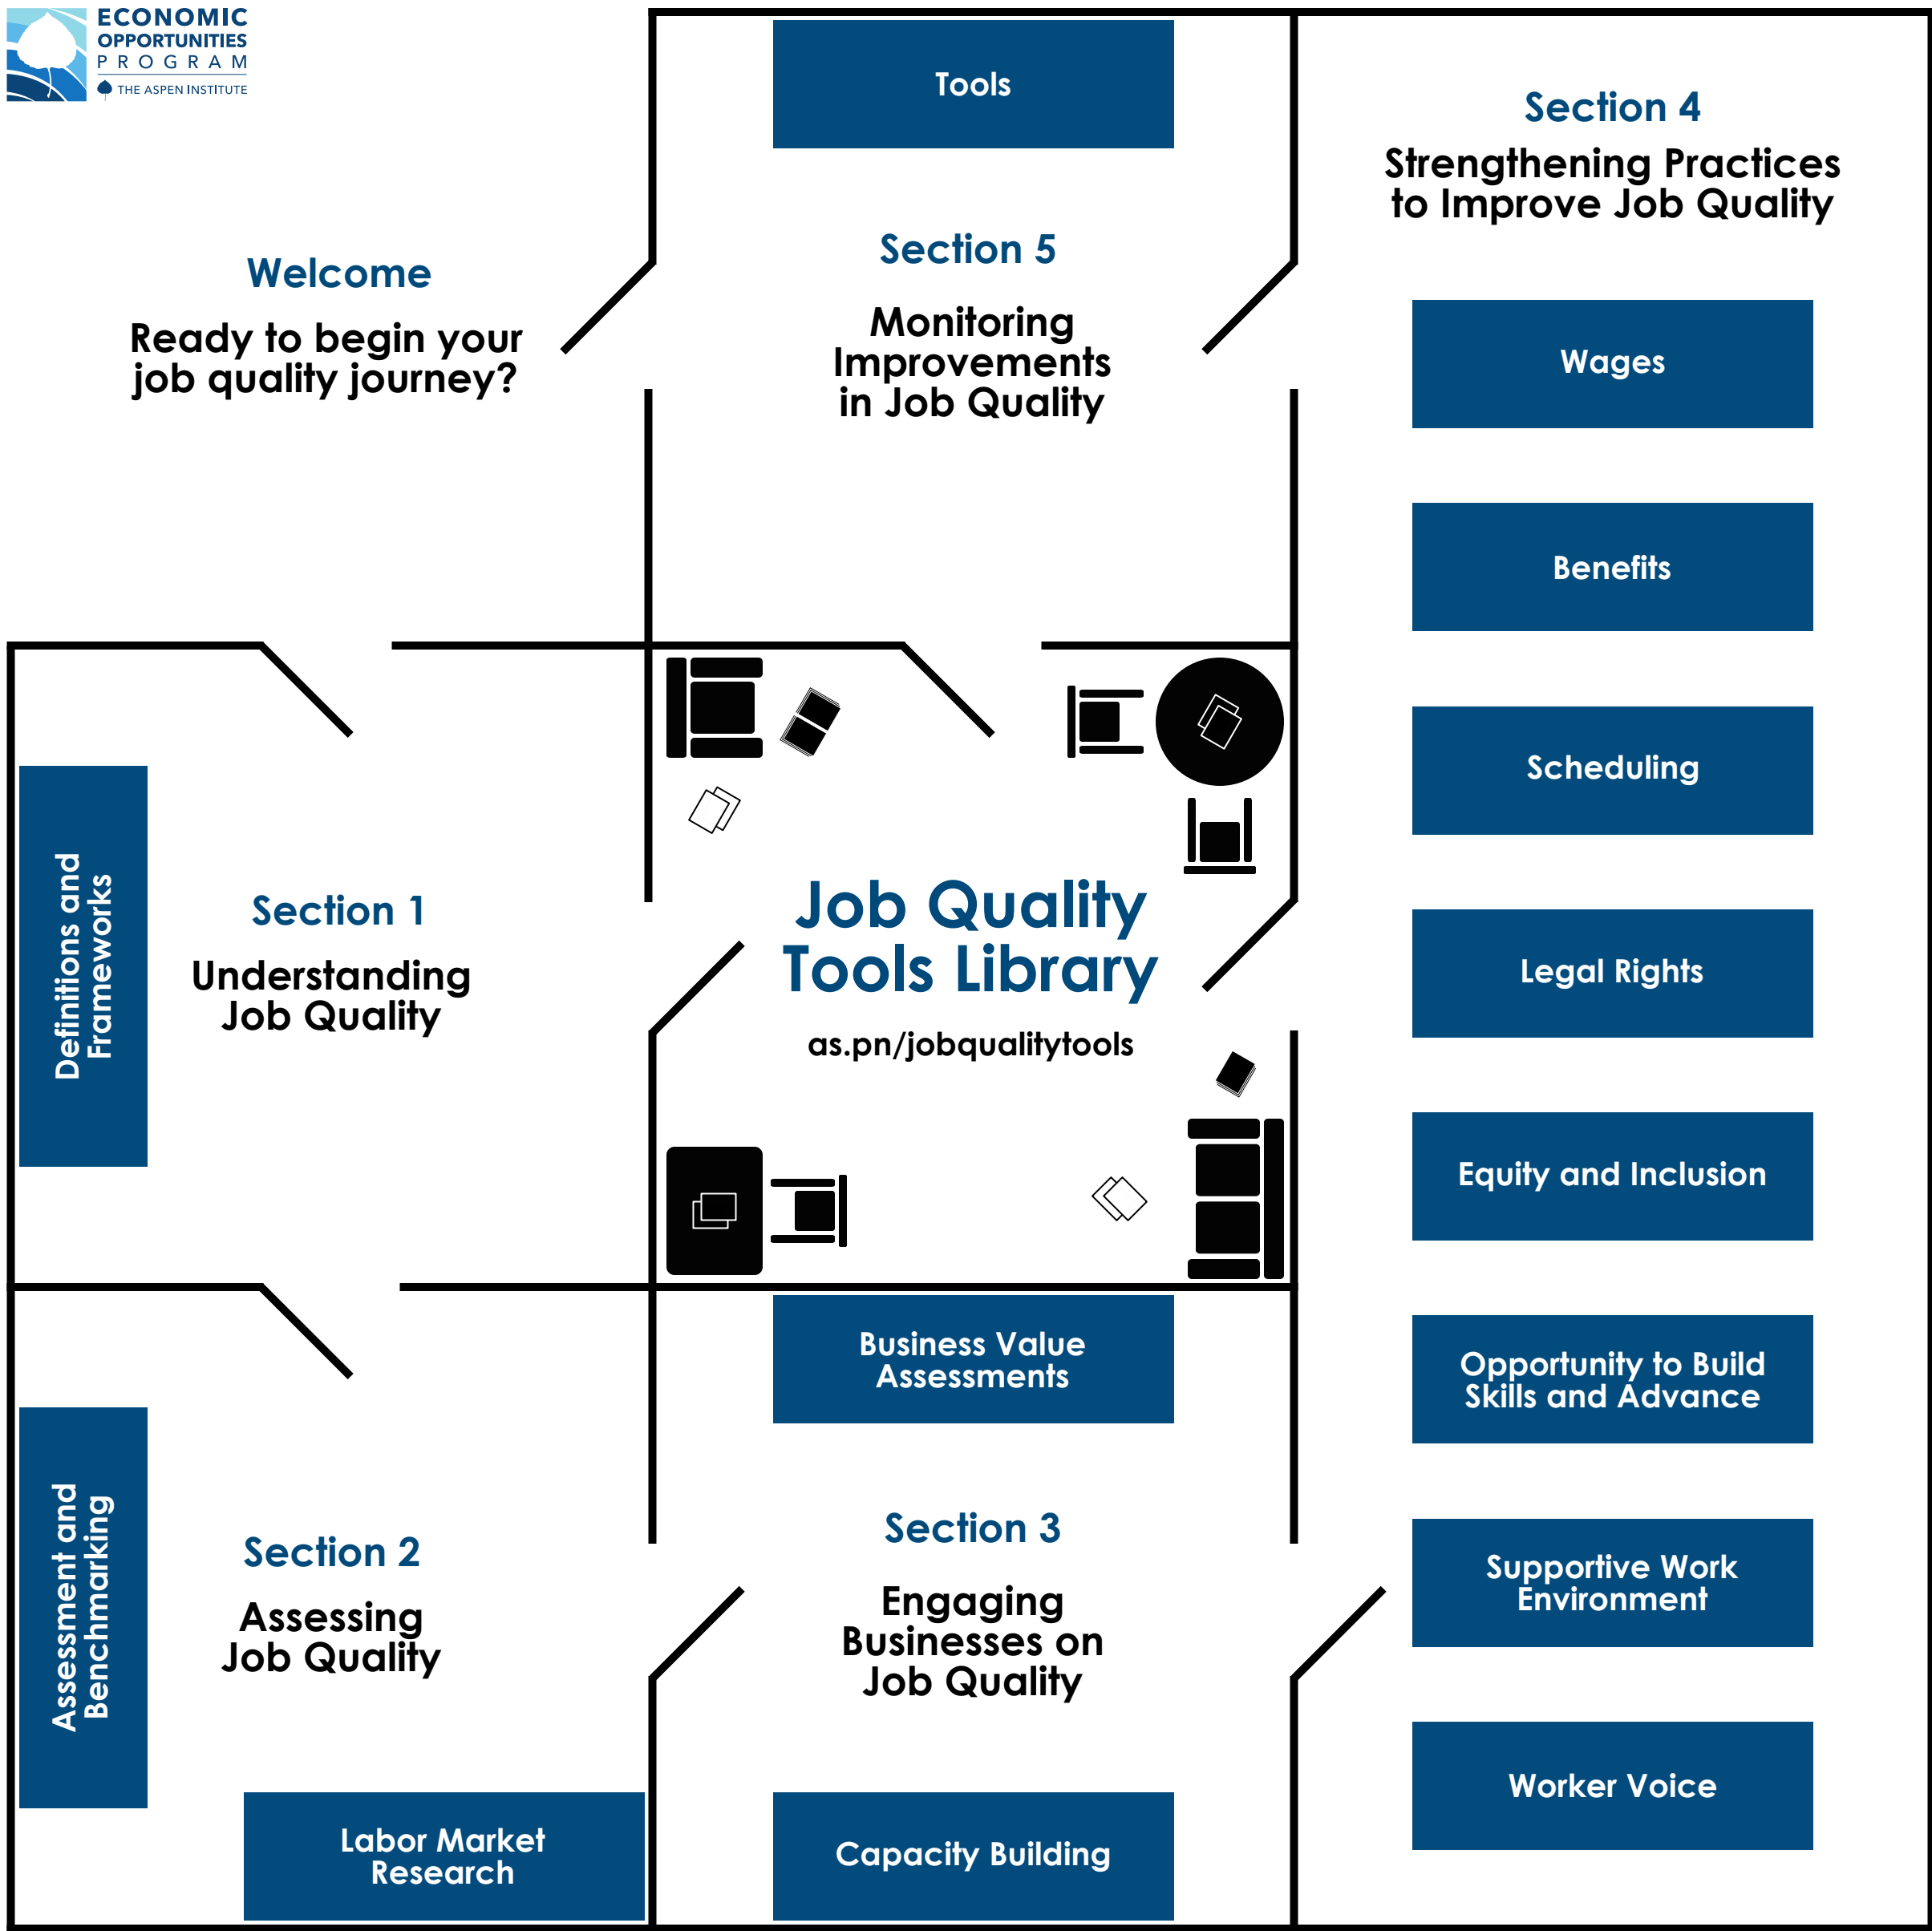 ECONOMIC
OPPORTUNITIES
PROGRAM
THE ASPEN INSTITUTE
Welcome
Ready to begin your
job quality journey?
Tools
Section 5
Monitoring
Improvements
in Job Quality
Section 4
Strengthening Practices
to Improve Job Quality
Wages
Benefits
Scheduling
Legal Rights
Equity and Inclusion
Opportunity to Build
Skills and Advance
Supportive Work
Environment
Worker Voice
Definitions and
Frameworks
Section 1
Understanding
Job Quality
Job Quality
Tools Library
as.pn/jobqualitytools
Assessment and
Benchmarking
Section 2
Assessing
Job Quality
Labor Market
Research
Business Value
Assessments
Section 3
Engaging
Businesses on
Job Quality
Capacity Building